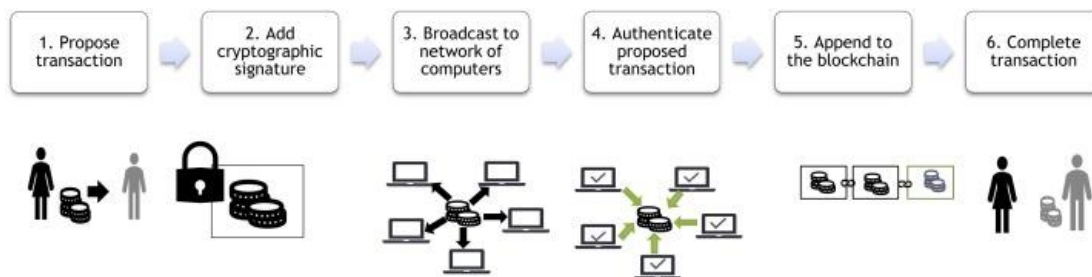 1. Propose
transaction
2. Add
cryptographic
signature
3. Broadcast to
network of
computers
4. Authenticate
proposed
transaction
5. Append to
the blockchain
6. Complete
transaction